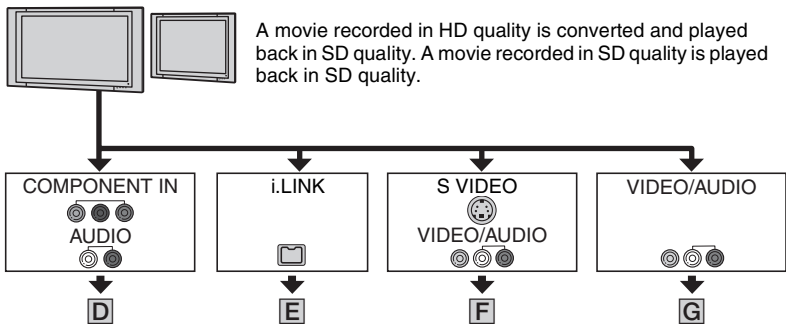 A movie recorded in HD quality is converted and played
back in SD quality. A movie recorded in SD quality is played
back in SD quality.
COMPONENT IN
AUDIO
i.LINK
S VIDEO
VIDEO/AUDIO
VIDEO/AUDIO
D
E
F
G